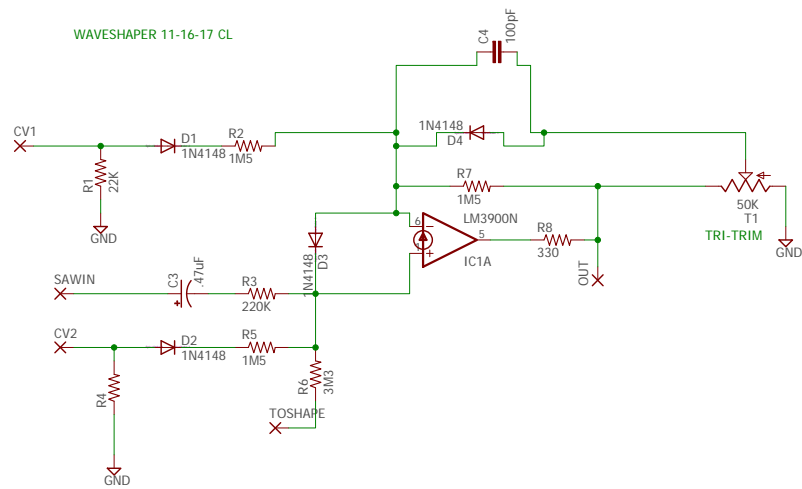 WAVESHAPER 11-16-17 CL
C4
100pF
CV1
D1
1N4148
R2
1M5
1N4148
D4
R1
22K
GND
R7
1M5
50K
T1
TRI-TRIM
GND
6
LM3900N
5
1
IC1A
R8
330
OUT
1N4148
D3
SAWIN
C3
.47uF
R3
220K
CV2
D2
1N4148
R5
1M5
R4
GND
R6
3M3
TOSHAPE